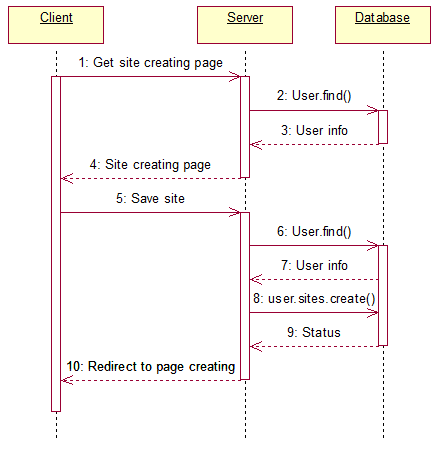 Client
Server
Database
1: Get site creating page
2: User.find()
3: User info
4: Site creating page
5: Save site
6: User.find()
7: User info
8: user.sites.create()
9: Status
10: Redirect to page creating